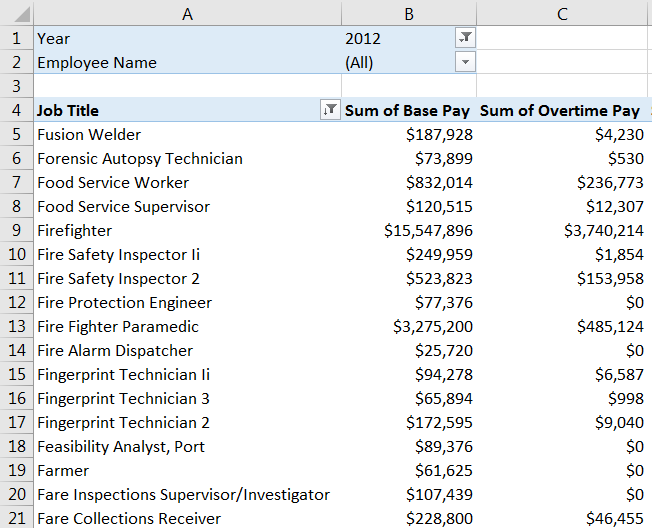 A B C
1 Year 2012
2 Employee Name (All)
3
4 Job Title Sum of Base Pay Sum of Overtime Pay
5 Fusion Welder $187,928 $4,230
6 Forensic Autopsy Technician $73,899 $530
7 Food Service Worker $832,014 $236,773
8 Food Service Supervisor $120,515 $12,307
9 Firefighter $15,547,896 $3,740,214
10 Fire Safety Inspector Ii $249,959 $1,854
11 Fire Safety Inspector 2 $523,823 $153,958
12 Fire Protection Engineer $77,376 $0
13 Fire Fighter Paramedic $3,275,200 $485,124
14 Fire Alarm Dispatcher $25,720 $0
15 Fingerprint Technician Ii $94,278 $6,587
16 Fingerprint Technician 3 $65,894 $998
17 Fingerprint Technician 2 $172,595 $9,040
18 Feasibility Analyst, Port $89,376 $0
19 Farmer $61,625 $0
20 Fare Inspections Supervisor/Investigator $107,439 $0
21 Fare Collections Receiver $228,800 $46,455